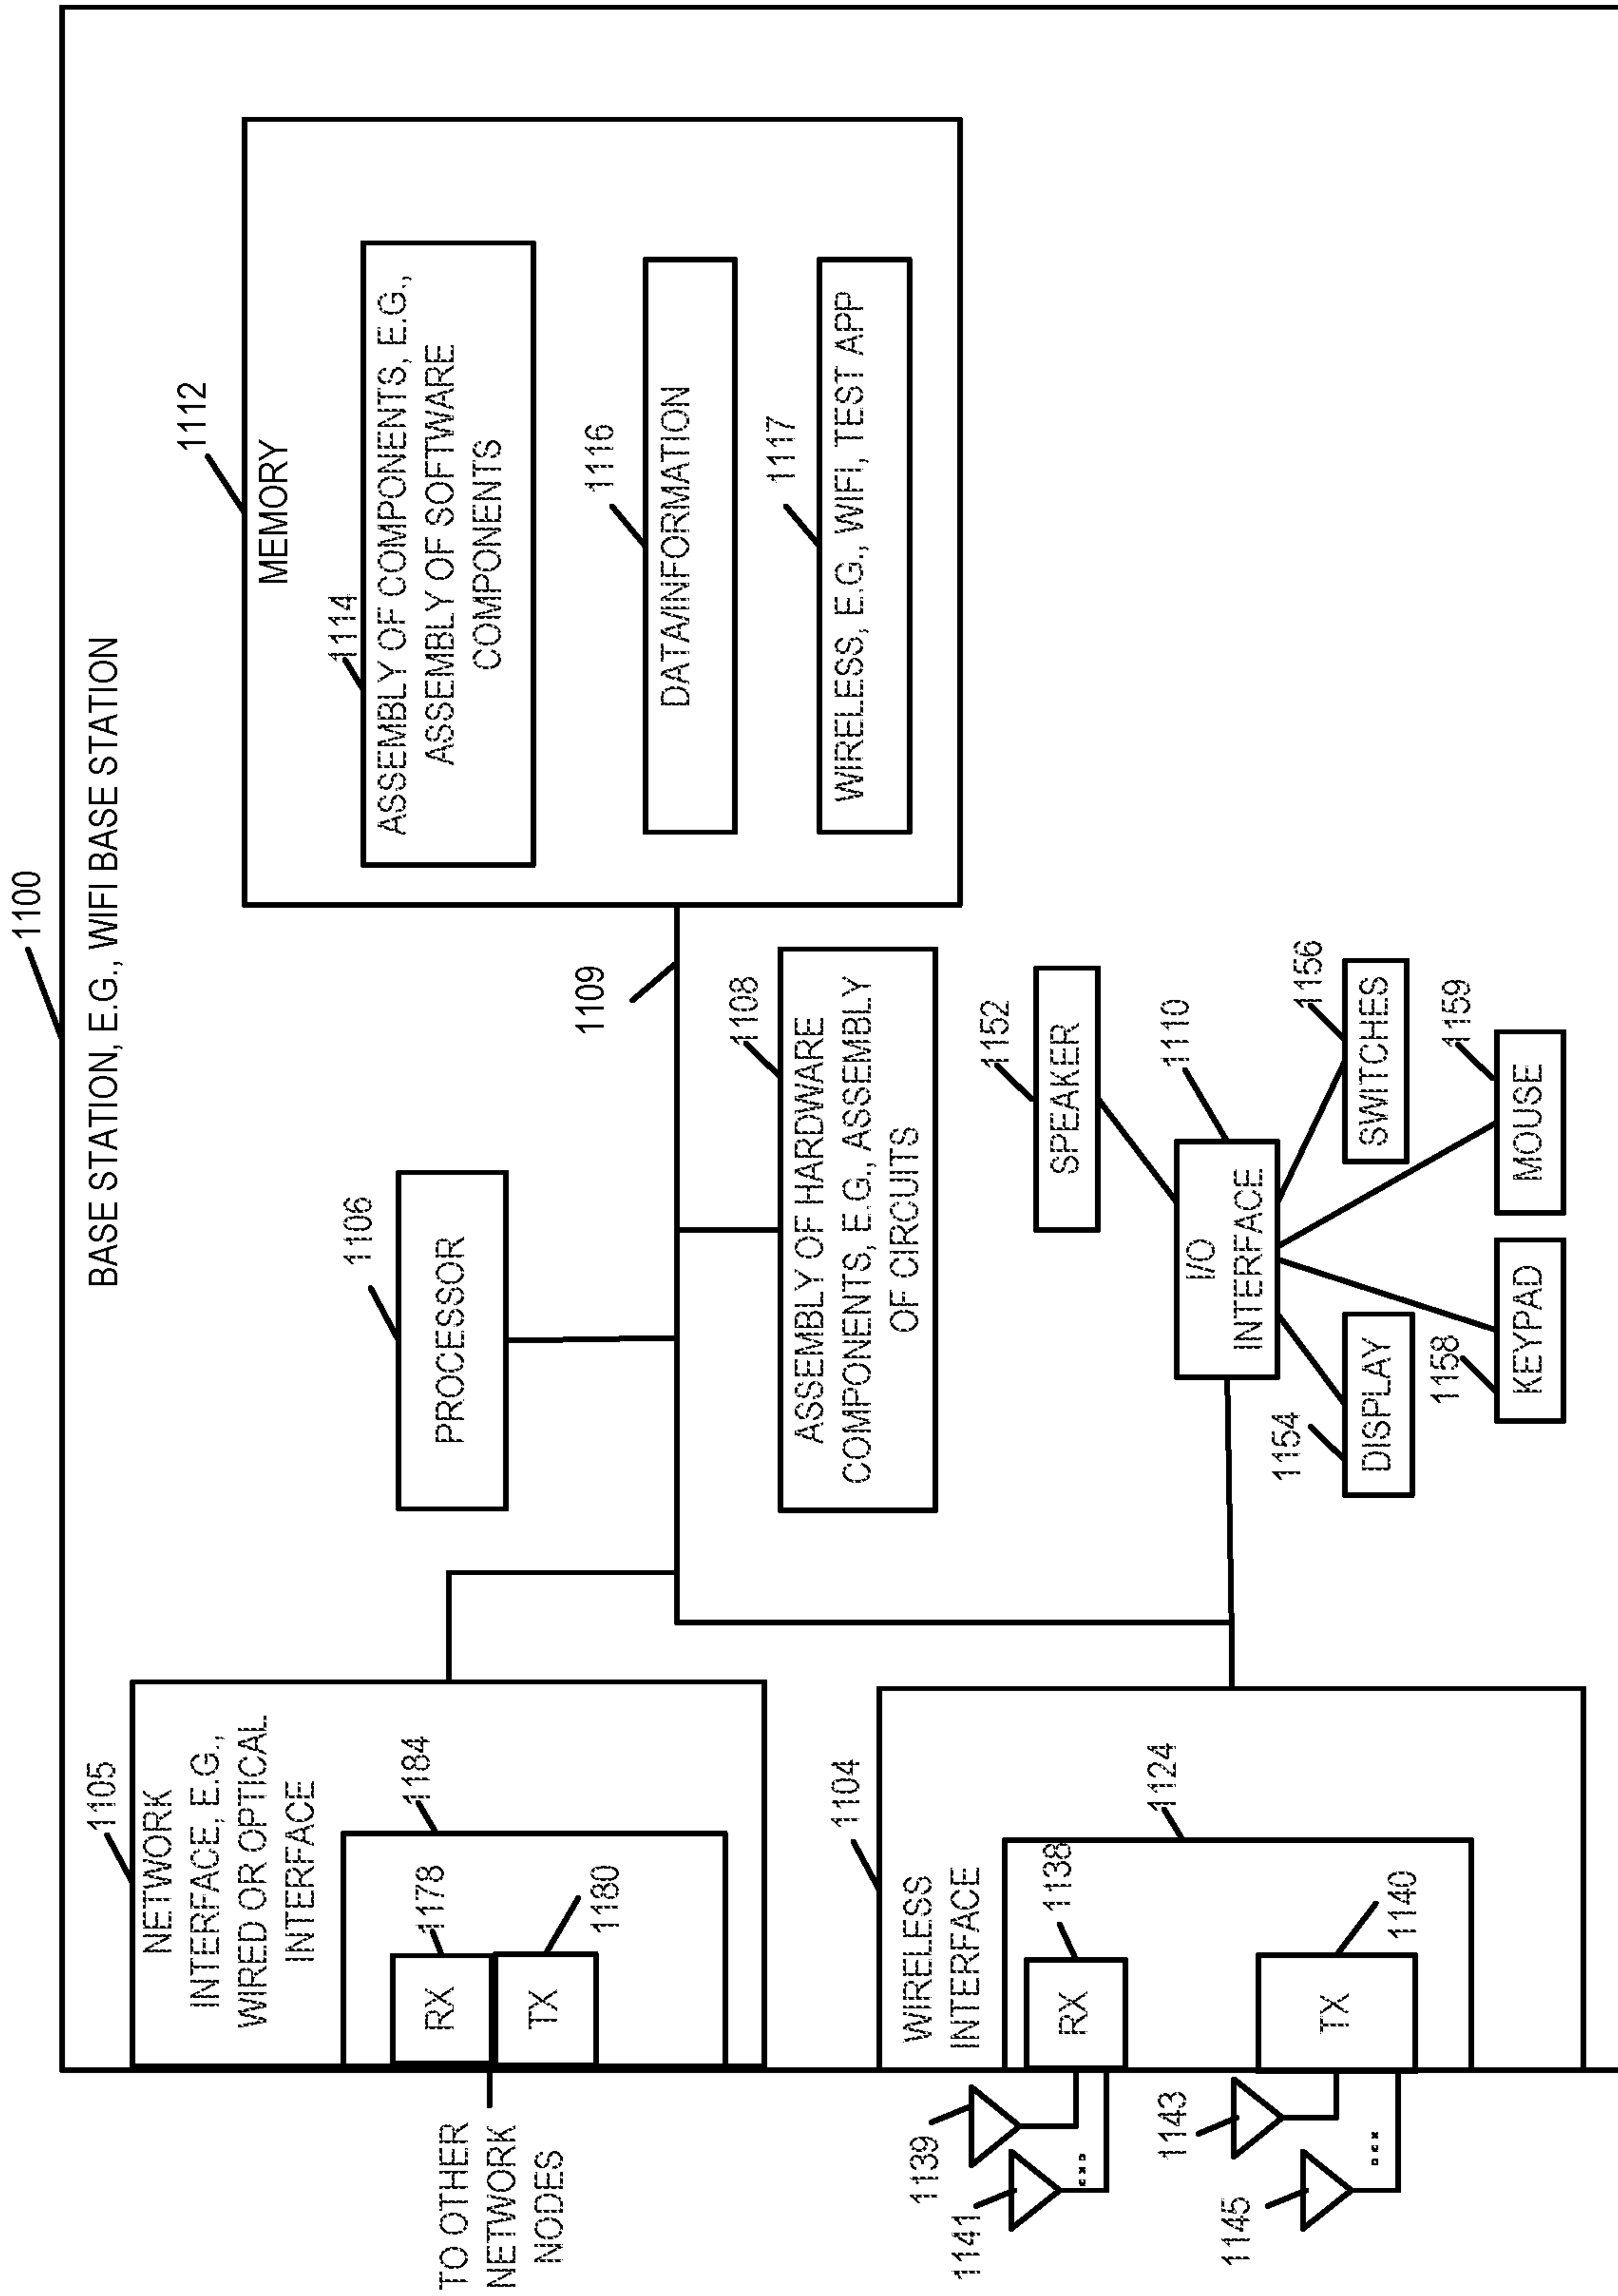 1100
BASE STATION, E.G., WIFI BASE STATION
1105
NETWORK
INTERFACE, E.G.,
WIRED OR OPTICAL
INTERFACE
1184
RX
1178
TX
1180
TO OTHER
NETWORK
NODES
1106
PROCESSOR
1112
MEMORY
1114
ASSEMBLY OF COMPONENTS, E.G.,
ASSEMBLY OF SOFTWARE
COMPONENTS
1116
DATA/INFORMATION
1117
WIRELESS, E.G., WIFI, TEST APP
1109
1108
ASSEMBLY OF HARDWARE
COMPONENTS, E.G., ASSEMBLY
OF CIRCUITS
1104
WIRELESS
INTERFACE
1124
RX
1138
TX
1140
1139
1141
...
1143
1145
...
1152
SPEAKER
1110
I/O
INTERFACE
1154
DISPLAY
1156
SWITCHES
1158
KEYPAD
1159
MOUSE